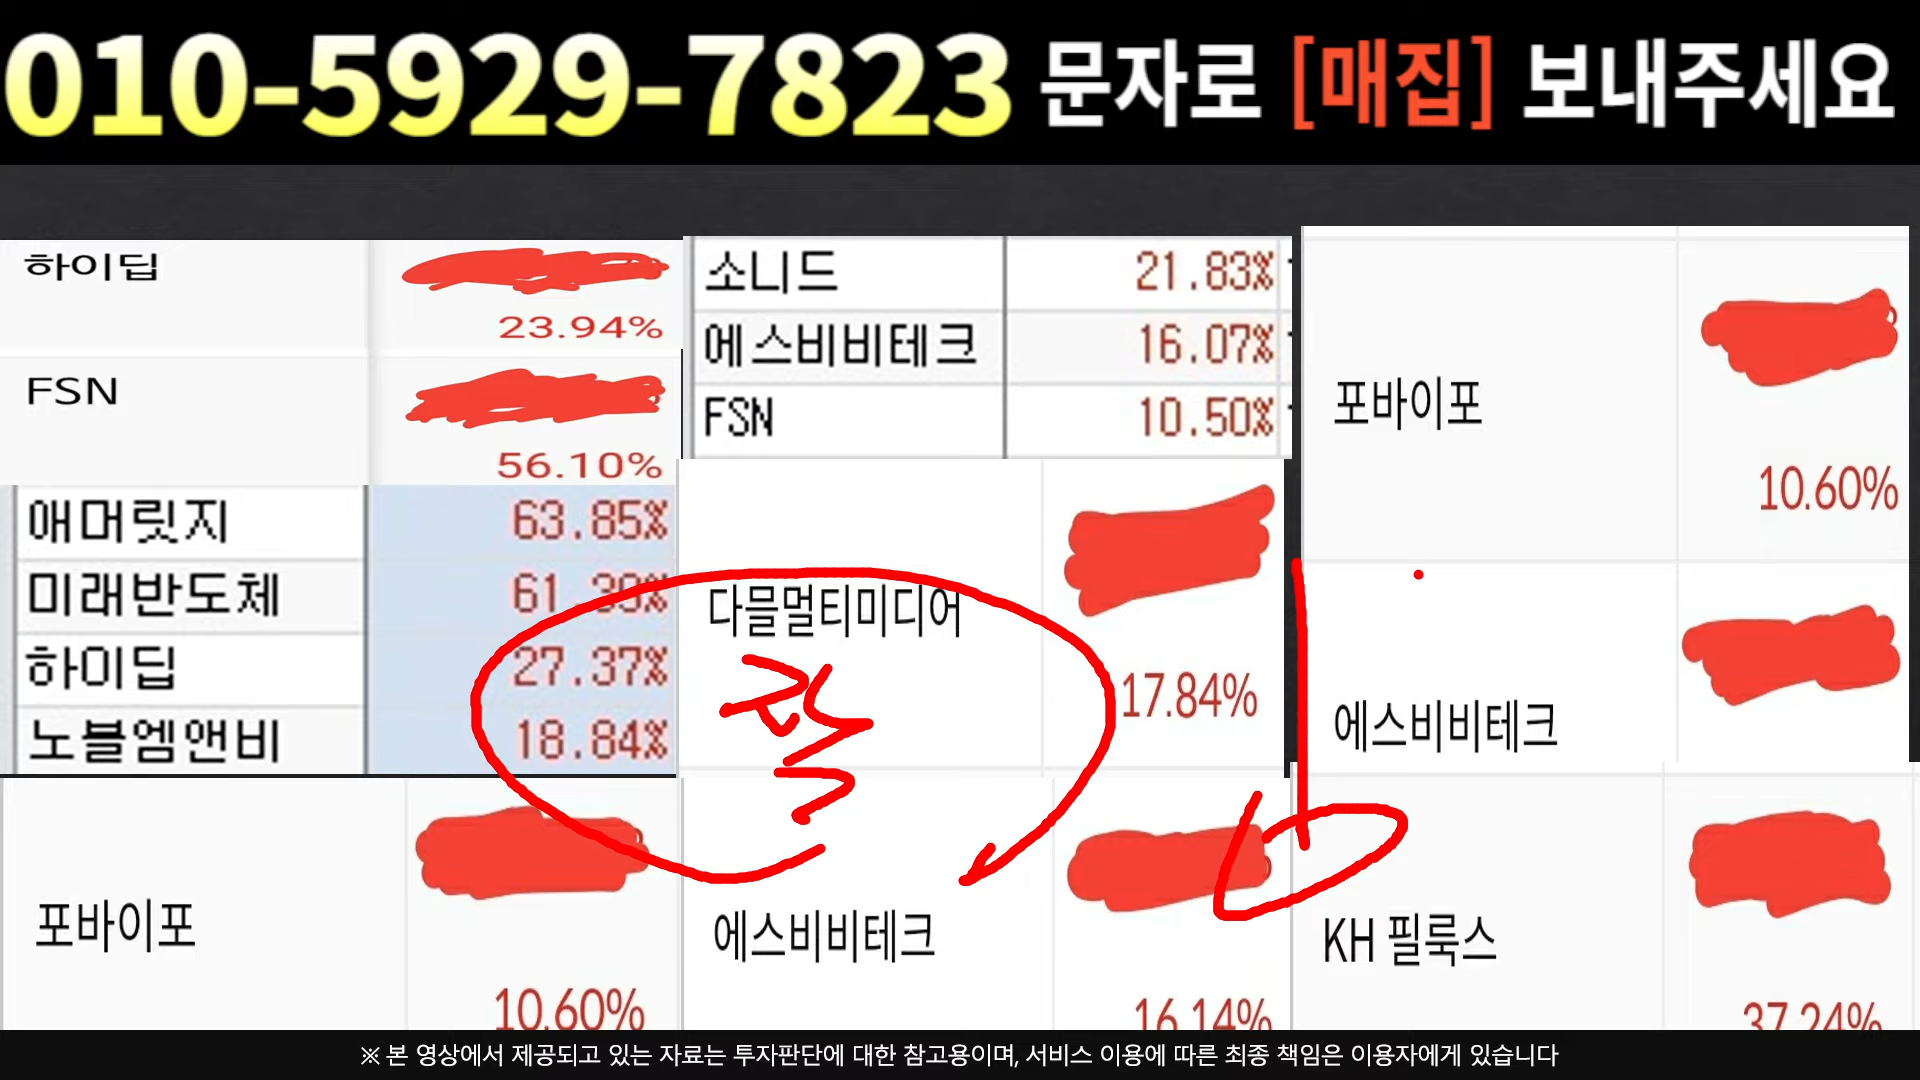 010-5929-7823 문자로 [매집] 보내주세요
하이딥
23.94%
FSN
56.10%
애머릿지 63.85%
미래반도체 61.39%
하이딥 27.37%
노블엠앤비 18.84%
포바이포
10.60%
소니드 21.83%
에스비비테크 16.07%
FSN 10.50%
다믈멀티미디어
17.84%
에스비비테크
16.14%
포바이포
10.60%
에스비비테크
KH 필룩스
37.24%
※ 본 영상에서 제공되고 있는 자료는 투자판단에 대한 참고용이며, 서비스 이용에 따른 최종 책임은 이용자에게 있습니다